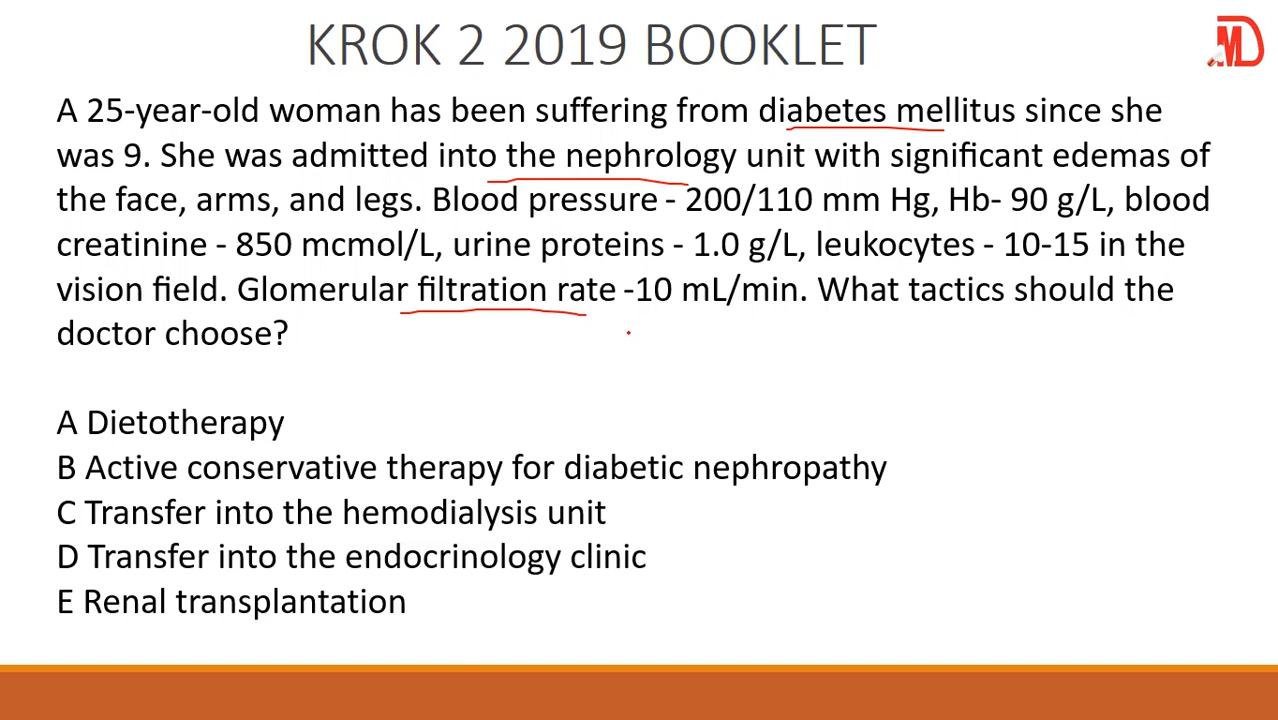 KROK 2 2019 BOOKLET
MD
A 25-year-old woman has been suffering from diabetes mellitus since she
was 9. She was admitted into the nephrology unit with significant edemas of
the face, arms, and legs. Blood pressure - 200/110 mm Hg, Hb- 90 g/L, blood
creatinine - 850 mcmol/L, urine proteins - 1.0 g/L, leukocytes - 10-15 in the
vision field. Glomerular filtration rate -10 mL/min. What tactics should the
doctor choose?
A Dietotherapy
B Active conservative therapy for diabetic nephropathy
C Transfer into the hemodialysis unit
D Transfer into the endocrinology clinic
E Renal transplantation